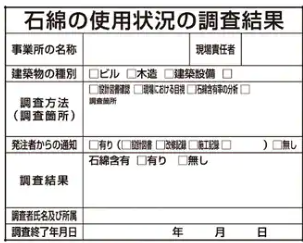 石綿の使用状況の調査結果
事業所の名称 現場責任者
建築物の種別 □ビル □木造 □建築設備 □
調査方法 □設計図書確認 □現場における目視 □石綿含有率の分析 □
(調査箇所) 調査箇所
発注者からの通知 □有り(□設計図書 □改修記録 □施工記録 □ )□無し
調査結果 石綿含有 □有り □無し
調査者氏名及び所属
調査終了年月日 年 月 日